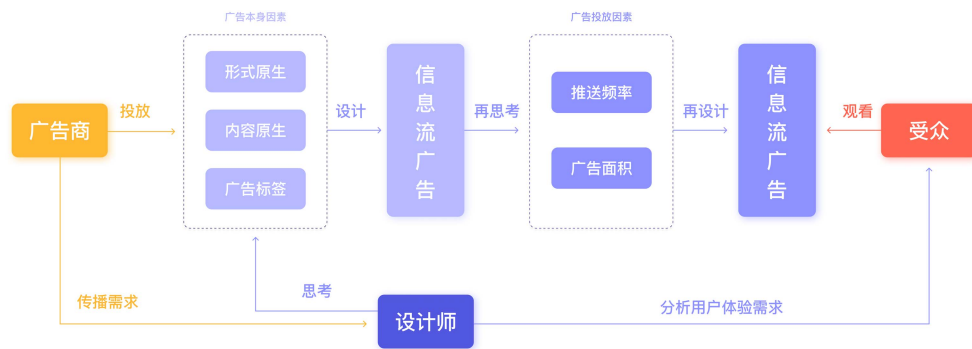 广告本身因素
广告投放因素
形式原生
内容原生
广告标签
信息流广告
推送频率
广告面积
信息流广告
广告商
投放
设计
再思考
再设计
观看
受众
传播需求
思考
设计师
分析用户体验需求